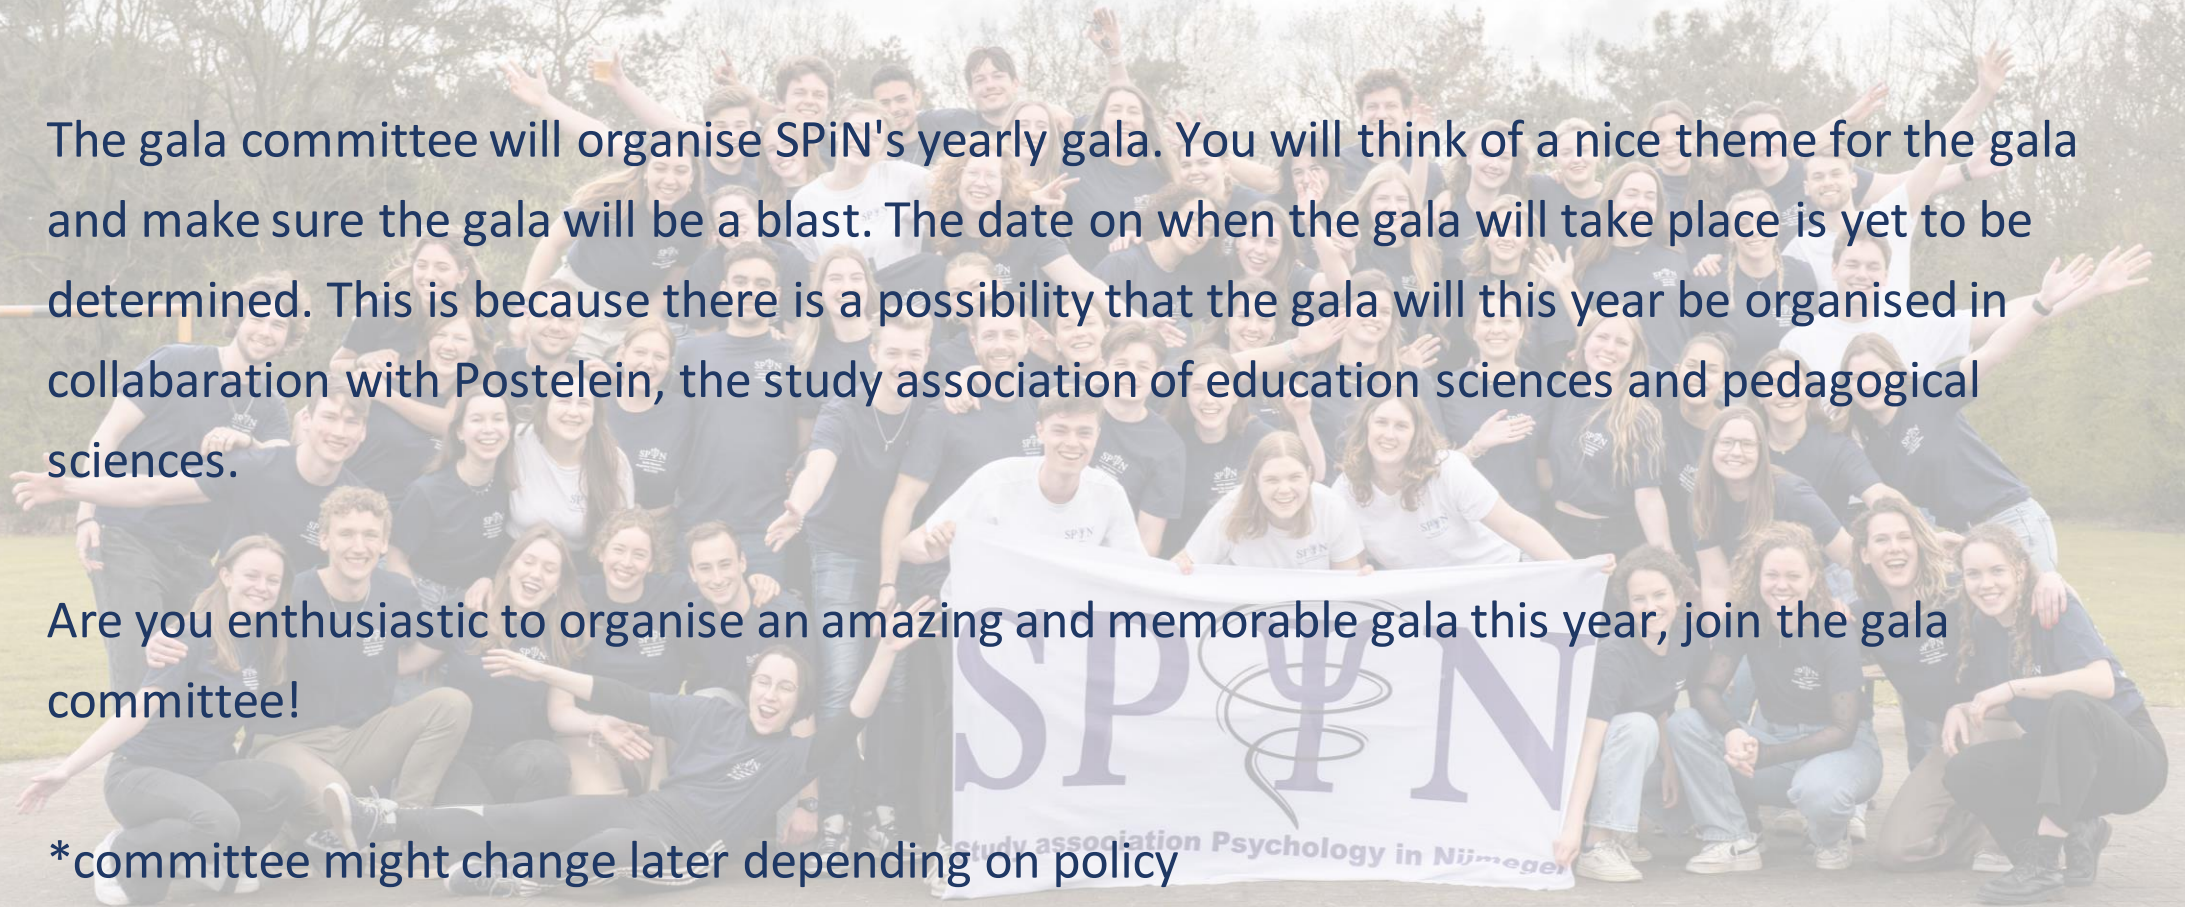 The gala committee will organise SPiN's yearly gala. You will think of a nice theme for the gala
and make sure the gala will be a blast. The date on when the gala will take place is yet to be
determined. This is because there is a possibility that the gala will this year be organised in
collabaration with Postelein, the study association of education sciences and pedagogical
sciences.
Are you enthusiastic to organise an amazing and memorable gala this year, join the gala
committee!
SPΨN
Study association Psychology in Nijmegen
*committee might change later depending on policy